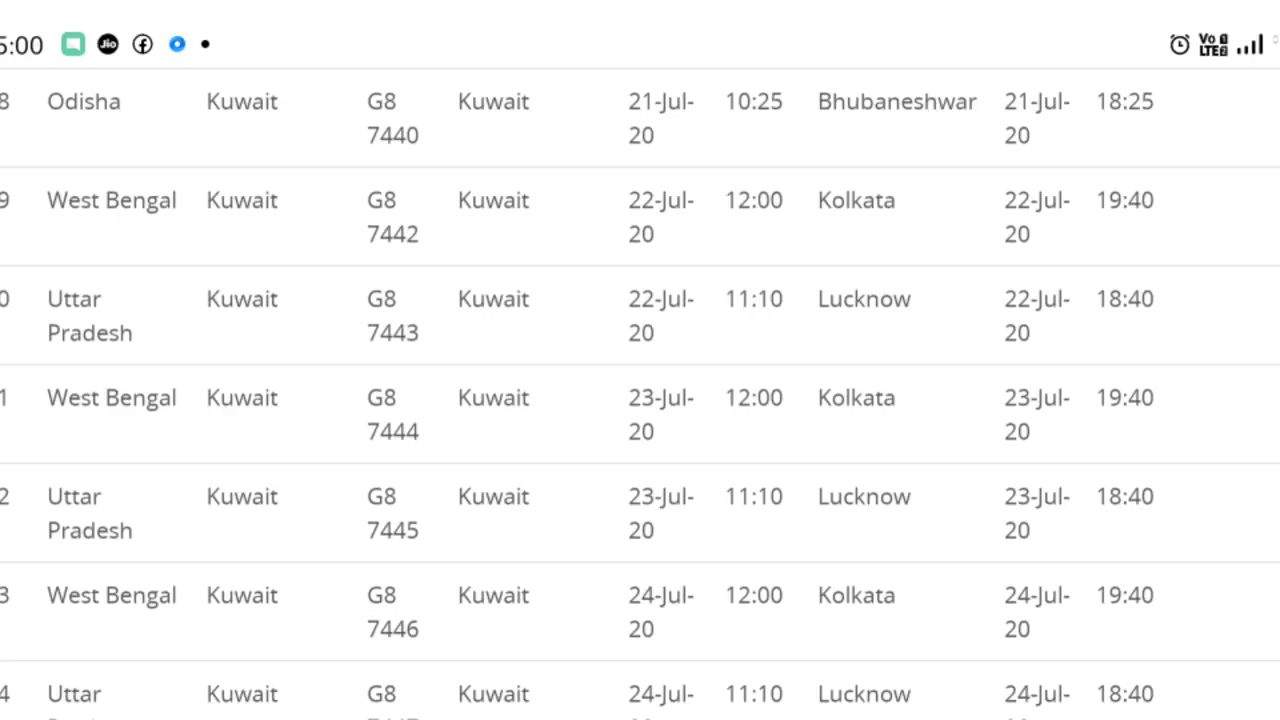 5:00 Jio Vo LTE2
8 Odisha Kuwait G8 Kuwait 21-Jul- 10:25 Bhubaneshwar 21-Jul- 18:25
7440 20 20
9 West Bengal Kuwait G8 Kuwait 22-Jul- 12:00 Kolkata 22-Jul- 19:40
7442 20 20
0 Uttar Kuwait G8 Kuwait 22-Jul- 11:10 Lucknow 22-Jul- 18:40
Pradesh 7443 20 20
1 West Bengal Kuwait G8 Kuwait 23-Jul- 12:00 Kolkata 23-Jul- 19:40
7444 20 20
2 Uttar Kuwait G8 Kuwait 23-Jul- 11:10 Lucknow 23-Jul- 18:40
Pradesh 7445 20 20
3 West Bengal Kuwait G8 Kuwait 24-Jul- 12:00 Kolkata 24-Jul- 19:40
7446 20 20
4 Uttar Kuwait G8 Kuwait 24-Jul- 11:10 Lucknow 24-Jul- 18:40